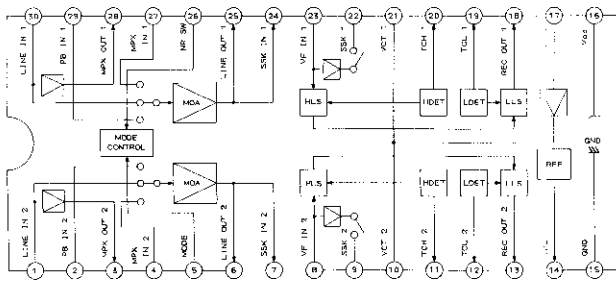 30 29 28 27 26 25 24 23 22 21 20 19 18 17 16
LINE IN 1
PB IN 1
MPX OUT 1
MPX IN 1
NR SW
LINE OUT 1
SSK IN 1
VF IN 1
SSK 1
VCT 1
TCH 1
TCL 1
REC OUT 1
MOA
HLS
HDET
LDET
LLS
MODE
CONTROL
REF
GND
MOA
HLS
HDET
LDET
LLS
LINE IN 2
PB IN 2
MPX OUT 2
MPX IN 2
MODE
LINE OUT 2
SSK IN 2
VF IN 2
SSK 2
VCT 2
TCH 2
TCL 2
REC OUT 2
GND
1 2 3 4 5 6 7 8 9 10 11 12 13 14 15